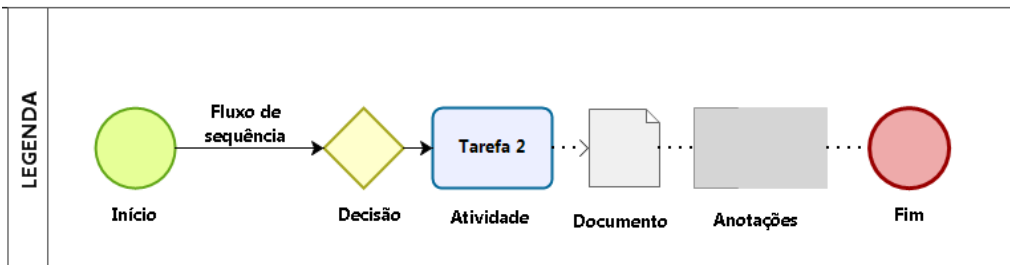 LEGENDA
Fluxo de
sequência
Tarefa 2
Início
Decisão
Atividade
Documento
Anotações
Fim